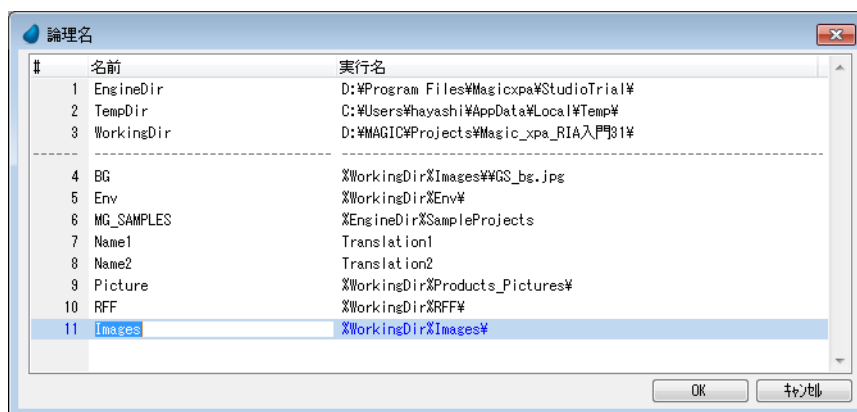 論理名
# 名前 実行名
1 EngineDir D:¥Program Files¥Magicxpa¥StudioTrial¥
2 TempDir C:¥Users¥hayashi¥AppData¥Local¥Temp¥
3 WorkingDir D:¥MAGIC¥Projects¥Magic_xpa_RIA入門31¥
4 BG %WorkingDir%Images¥¥GS_bg.jpg
5 Env %WorkingDir%Env¥
6 MG_SAMPLES %EngineDir%SampleProjects
7 Name1 Translation1
8 Name2 Translation2
9 Picture %WorkingDir%Products_Pictures¥
10 RFF %WorkingDir%RFF¥
11 Images %WorkingDir%Images¥
OK ｷｬﾝｾﾙ